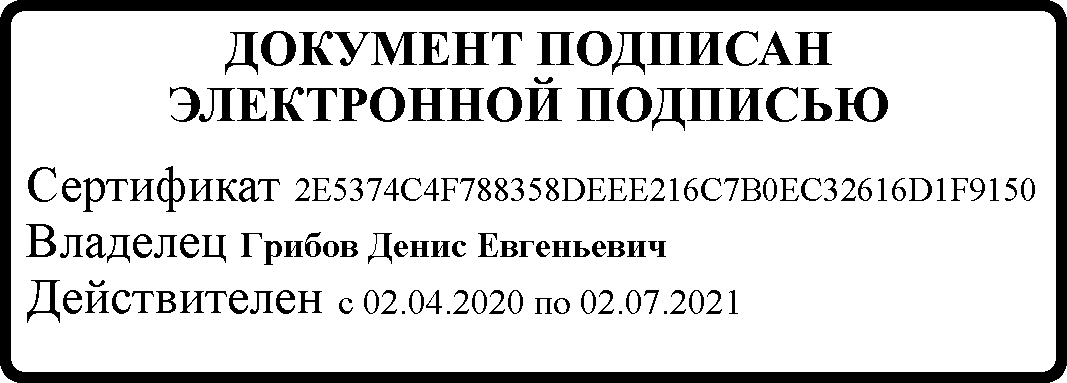 ДОКУМЕНТ ПОДПИСАН
ЭЛЕКТРОННОЙ ПОДПИСЬЮ
Сертификат 2E5374C4F788358DEEE216C7B0EC32616D1F9150
Владелец Грибов Денис Евгеньевич
Действителен с 02.04.2020 по 02.07.2021